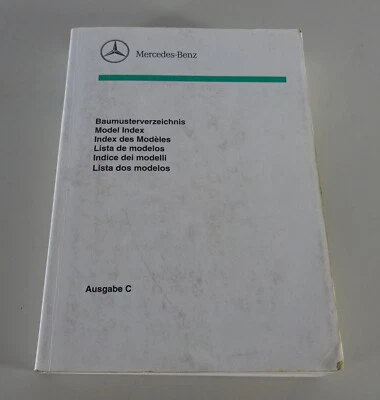 Mercedes-Benz
Baumusterverzeichnis
Model Index
Index des Modèles
Lista de modelos
Indice dei modelli
Lista dos modelos
Ausgabe C